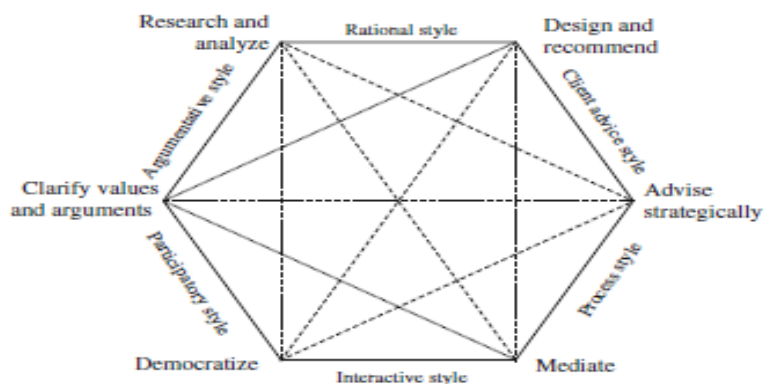 Research and
analyze
Rational style
Design and
recommend
Argumentative style
Client advice style
Clarify values
and arguments
Advise
strategically
Participatory style
Process style
Democratize
Interactive style
Mediate